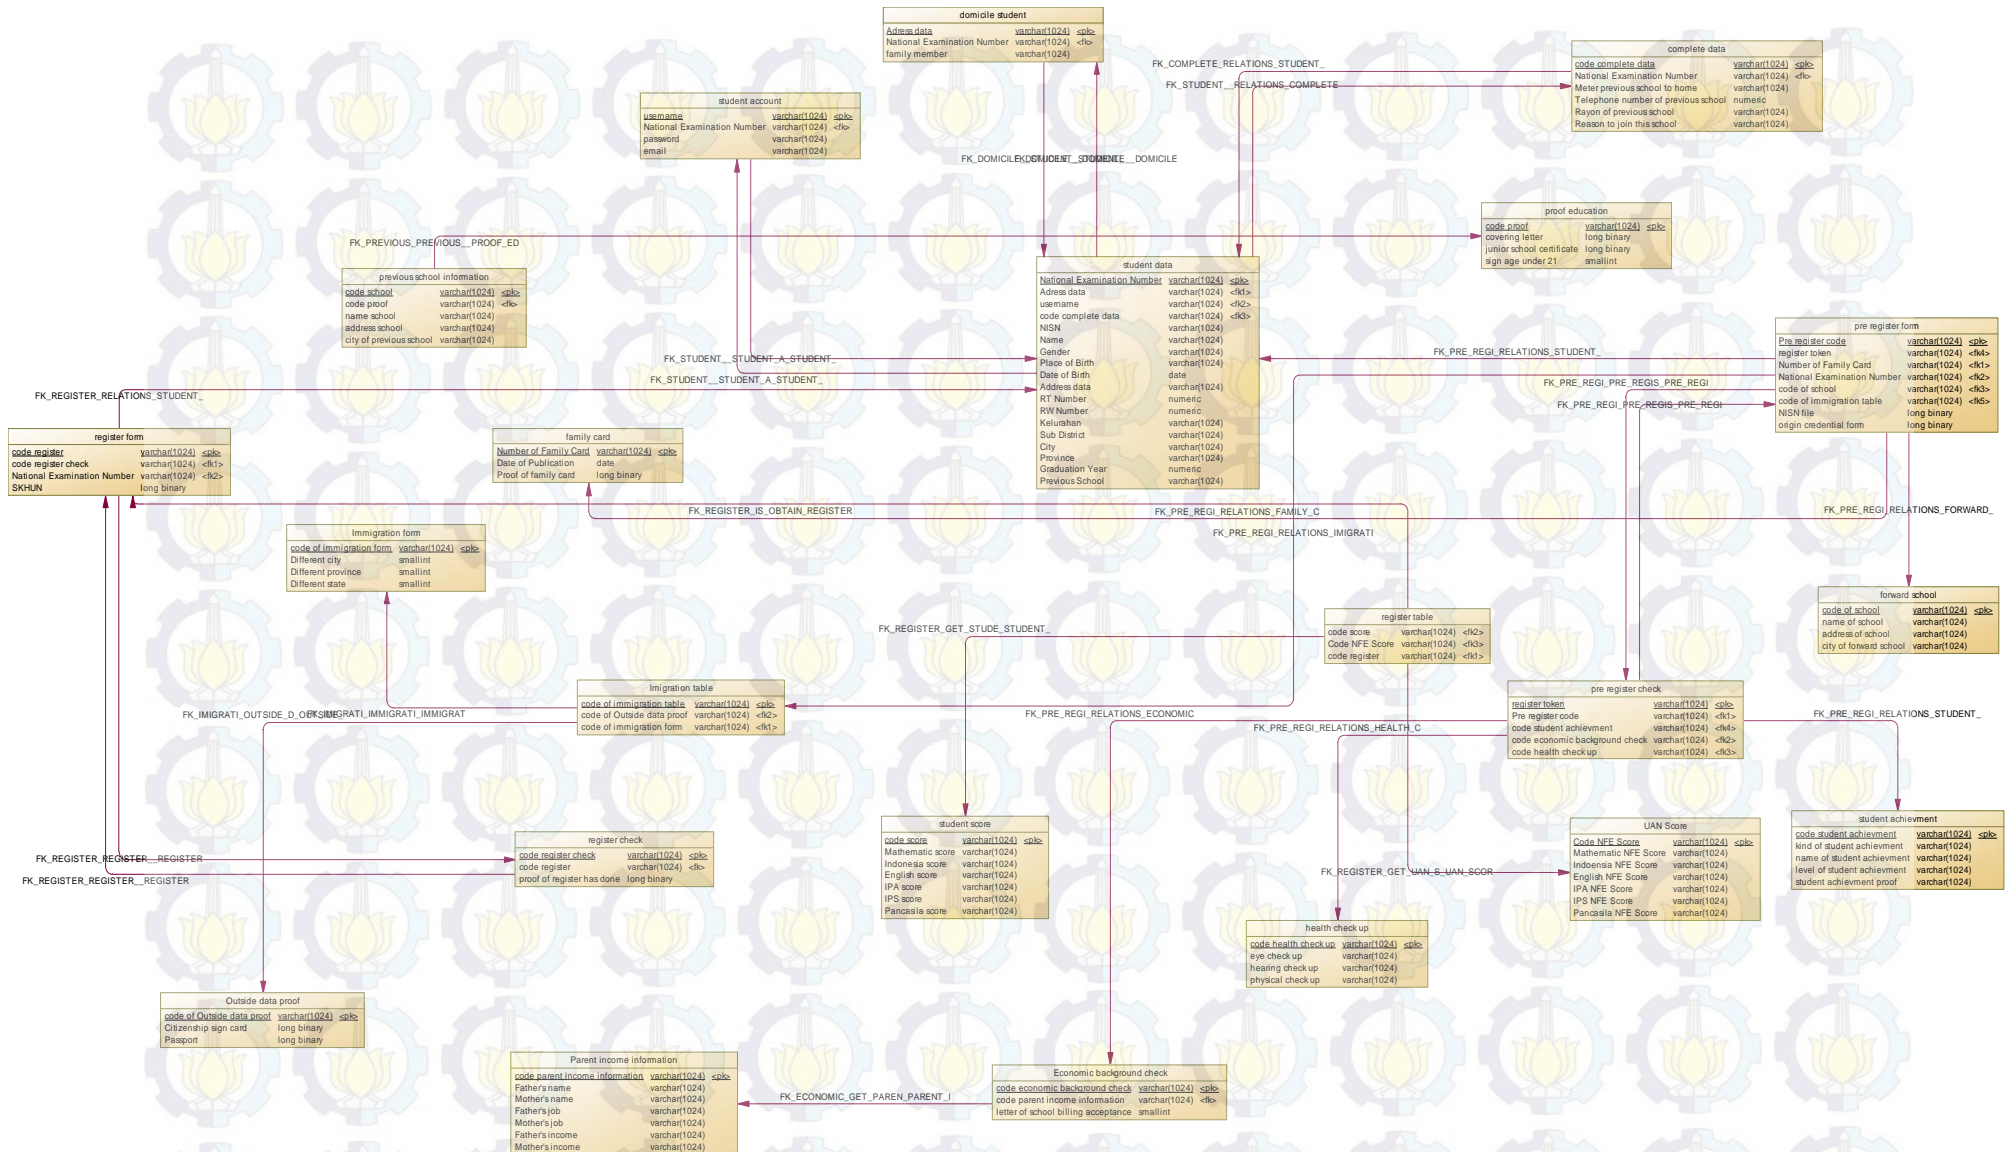 domicile student
Adress data varchar(1024) <pk>
National Examination Number varchar(1024) <fk>
family member varchar(1024)
complete data
code complete data varchar(1024) <pk>
National Examination Number varchar(1024) <fk>
Meter previous school to home varchar(1024)
Telephone number of previous school numeric
Rayon of previous school varchar(1024)
Reason to join this school varchar(1024)
FK_COMPLETE_RELATIONS_STUDENT_
FK_STUDENT__RELATIONS_COMPLETE
student account
username varchar(1024) <pk>
National Examination Number varchar(1024) <fk>
password varchar(1024)
email varchar(1024)
proof education
code proof varchar(1024) <pk>
covering letter long binary
junior school certificate long binary
sign age under 21 smallint
FK_PREVIOUS_PREVIOUS__PROOF_ED
previous school information
code school varchar(1024) <pk>
code proof varchar(1024) <fk>
name school varchar(1024)
address school varchar(1024)
city of previous school varchar(1024)
student data
National Examination Number varchar(1024) <pk>
Adress data varchar(1024) <fk1>
username varchar(1024) <fk2>
code complete data varchar(1024) <fk3>
NISN varchar(1024)
Name varchar(1024)
Gender varchar(1024)
Place of Birth varchar(1024)
Date of Birth date
Address data varchar(1024)
RT Number numeric
RW Number numeric
Kelurahan varchar(1024)
Sub District varchar(1024)
City varchar(1024)
Province varchar(1024)
Graduation Year numeric
Previous School varchar(1024)
pre register form
Pre register code varchar(1024) <pk>
register token varchar(1024) <fk4>
Number of Family Card varchar(1024) <fk1>
National Examination Number varchar(1024) <fk2>
code of school varchar(1024) <fk3>
code of immigration table varchar(1024) <fk5>
NISN file long binary
origin credential form long binary
FK_STUDENT__STUDENT_A_STUDENT_
FK_STUDENT__STUDENT_A_STUDENT_
FK_PRE_REGI_RELATIONS_STUDENT_
FK_PRE_REGI_PRE_REGIS_PRE_REGI
FK_PRE_REGI_PRE_REGIS_PRE_REGI
FK_REGISTER_RELATIONS_STUDENT_
register form
code register varchar(1024) <pk>
code register check varchar(1024) <fk1>
National Examination Number varchar(1024) <fk2>
SKHUN long binary
family card
Number of Family Card varchar(1024) <pk>
Date of Publication date
Proof of family card long binary
FK_REGISTER_IS_OBTAIN_REGISTER
FK_PRE_REGI_RELATIONS_FAMILY_C
FK_PRE_REGI_RELATIONS_FORWARD_
FK_PRE_REGI_RELATIONS_IMIGRATI
Immigration form
code of immigration form varchar(1024) <pk>
Different city smallint
Different province smallint
Different state smallint
forward school
code of school varchar(1024) <pk>
name of school varchar(1024)
address of school varchar(1024)
city of forward school varchar(1024)
register table
code score varchar(1024) <fk2>
Code NFE Score varchar(1024) <fk3>
code register varchar(1024) <fk1>
FK_REGISTER_GET_STUDE_STUDENT_
Imigration table
code of immigration table varchar(1024) <pk>
code of Outside data proof varchar(1024) <fk2>
code of immigration form varchar(1024) <fk1>
pre register check
register token varchar(1024) <pk>
Pre register code varchar(1024) <fk1>
code student achievment varchar(1024) <fk4>
code economic background check varchar(1024) <fk2>
code health check up varchar(1024) <fk3>
FK_PRE_REGI_RELATIONS_ECONOMIC
FK_PRE_REGI_RELATIONS_HEALTH_C
FK_PRE_REGI_RELATIONS_STUDENT_
student score
code score varchar(1024) <pk>
Mathematic score varchar(1024)
Indonesia score varchar(1024)
English score varchar(1024)
IPA score varchar(1024)
IPS score varchar(1024)
Pancasila score varchar(1024)
UAN Score
Code NFE Score varchar(1024) <pk>
Mathematic NFE Score varchar(1024)
Indoensia NFE Score varchar(1024)
English NFE Score varchar(1024)
IPA NFE Score varchar(1024)
IPS NFE Score varchar(1024)
Pancasila NFE Score varchar(1024)
student achievment
code student achievment varchar(1024) <pk>
kind of student achievment varchar(1024)
name of student achievment varchar(1024)
level of student achievment varchar(1024)
student achievment proof varchar(1024)
register check
code register check varchar(1024) <pk>
code register varchar(1024) <fk>
proof of register has done long binary
FK_REGISTER_REGISTER__REGISTER
FK_REGISTER_REGISTER__REGISTER
FK_REGISTER_GET_UAN_S_UAN_SCOR
health check up
code health check up varchar(1024) <pk>
eye check up varchar(1024)
hearing check up varchar(1024)
physical check up varchar(1024)
Outside data proof
code of Outside data proof varchar(1024) <pk>
Citizenship sign card long binary
Passport long binary
Parent income information
code parent income information varchar(1024) <pk>
Father's name varchar(1024)
Mother's name varchar(1024)
Father's job varchar(1024)
Mother's job varchar(1024)
Father's income varchar(1024)
Mother's income varchar(1024)
FK_ECONOMIC_GET_PAREN_PARENT_I
Economic background check
code economic background check varchar(1024) <pk>
code parent income information varchar(1024) <fk>
letter of school billing acceptance smallint